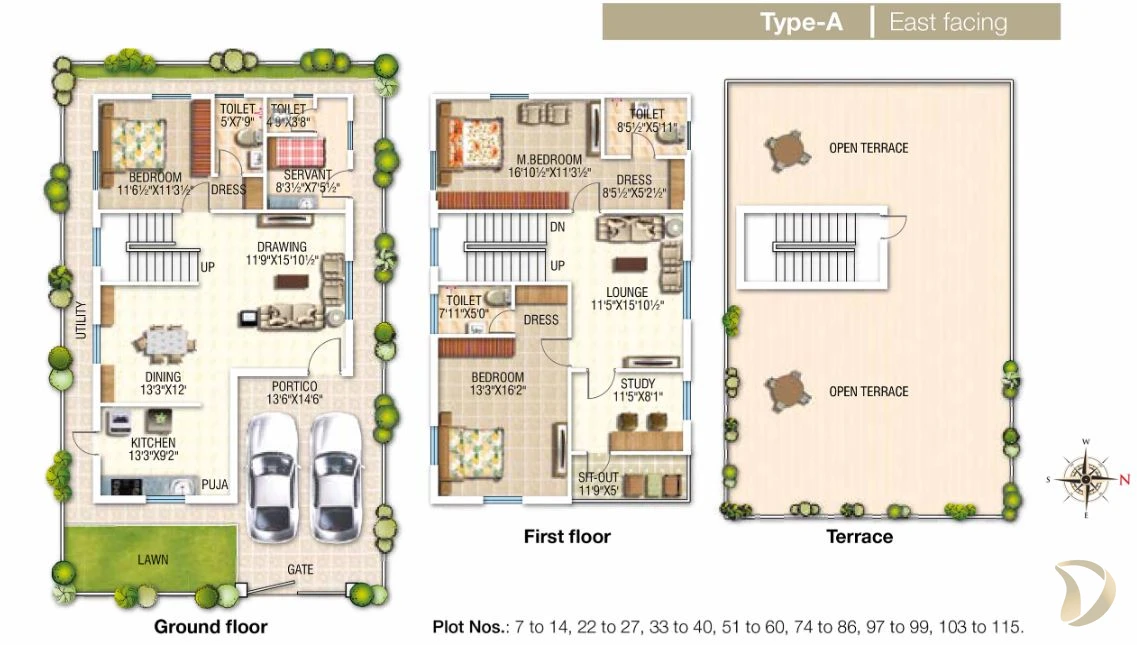 Type-A | East facing
TOILET
5'X7'9"
TOILET
4'9"X3'8"
BEDROOM
11'6½"X11'3½"
DRESS
SERVANT
8'3½"X7'5½"
DRAWING
11'9"X15'10½"
UP
UTILITY
DINING
13'3"X12'
PORTICO
13'6"X14'6"
KITCHEN
13'3"X9'2"
PUJA
LAWN
GATE
Ground floor
TOILET
8'5½"X5'11"
M.BEDROOM
16'10½"X11'3½"
DRESS
8'5½"X5'2½"
DN
UP
LOUNGE
11'5"X15'10½"
TOILET
7'11"X5'0"
DRESS
BEDROOM
13'3"X16'2"
STUDY
11'5"X8'1"
SIT-OUT
11'9"X5'
First floor
OPEN TERRACE
OPEN TERRACE
Terrace
W
S
N
E
Plot Nos.: 7 to 14, 22 to 27, 33 to 40, 51 to 60, 74 to 86, 97 to 99, 103 to 115.